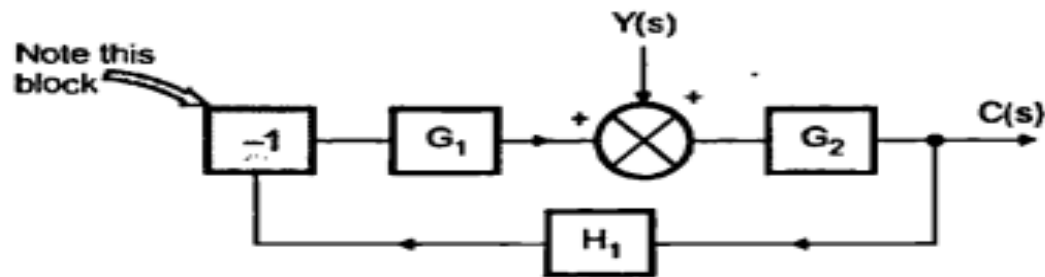 Note this
block
Y(s)
+
+
−1
G₁
G₂
C(s)
H₁